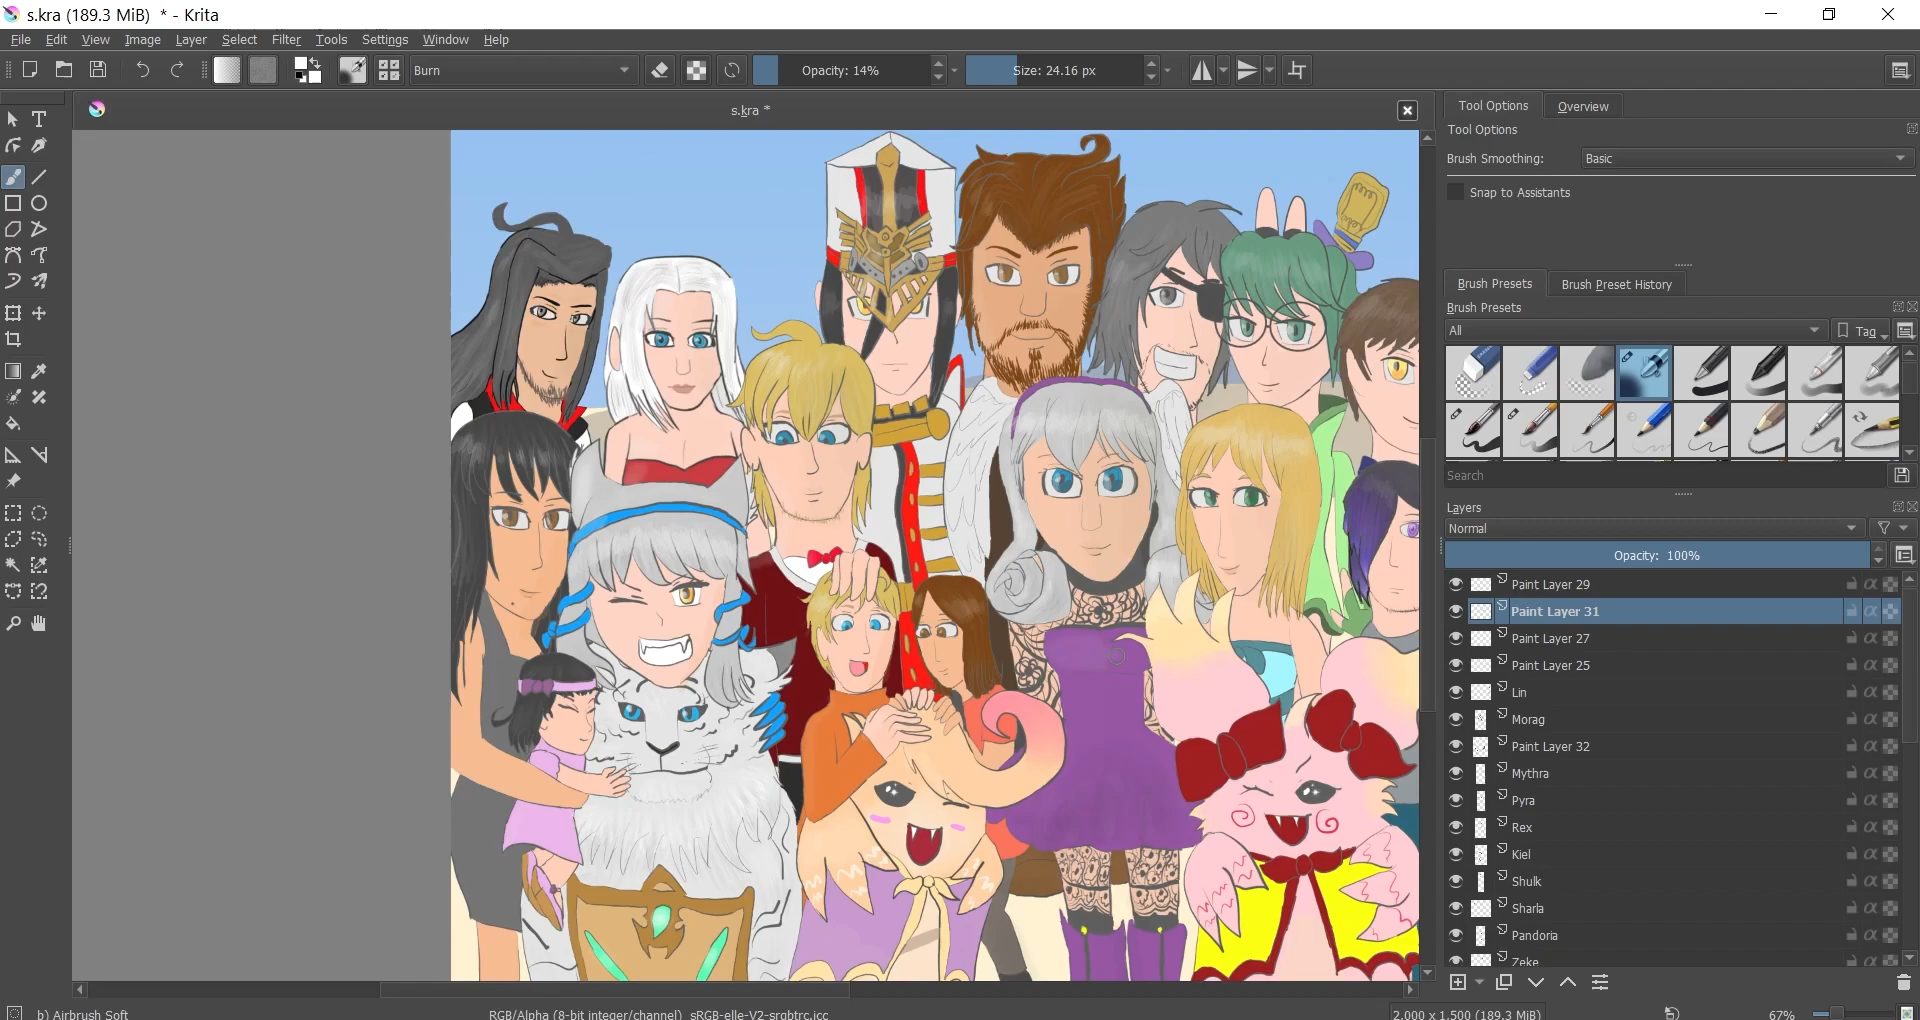 s.kra (189.3 MiB)  * - Krita
File Edit View Image Layer Select Filter Tools Settings Window Help
Burn Opacity: 14% Size: 24.16 px
s.kra *
Tool Options Overview
Tool Options
Brush Smoothing: Basic
Snap to Assistants
Brush Presets Brush Preset History
Brush Presets
All Tag
Search
Layers
Normal
Opacity: 100%
Paint Layer 29
Paint Layer 31
Paint Layer 27
Paint Layer 25
Lin
Morag
Paint Layer 32
Mythra
Pyra
Rex
Kiel
Shulk
Sharla
Pandoria
Zeke
b) Airbrush Soft RGB/Alpha (8-bit integer/channel) sRGB-elle-V2-srgbtrc.icc 2,000 x 1,500 (189.3 MiB) 67%